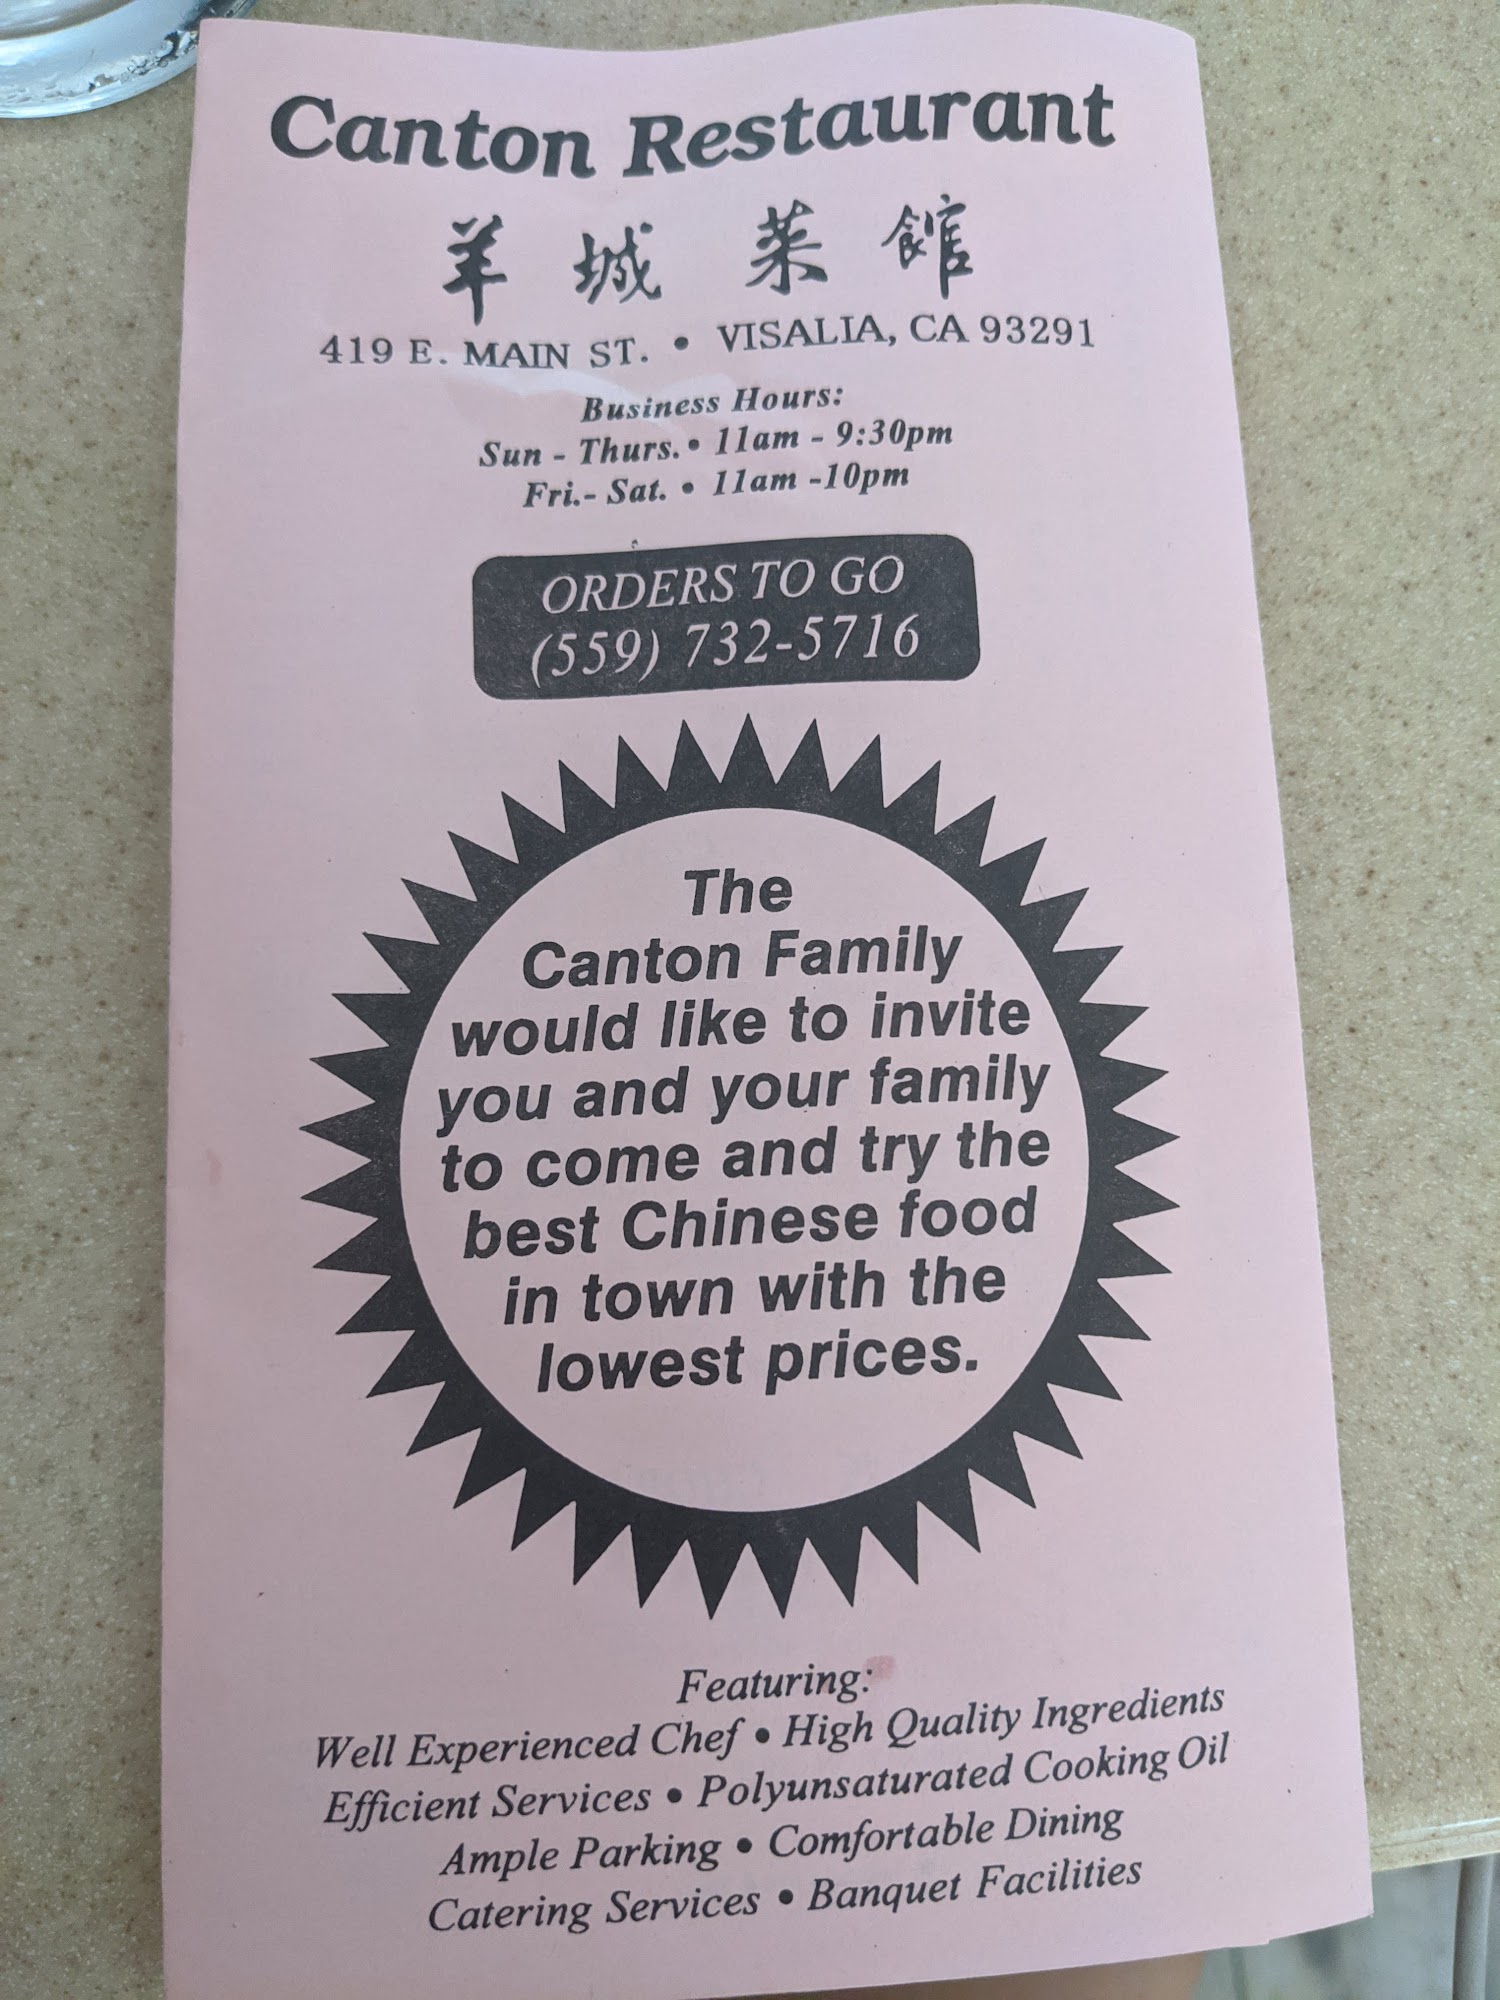 Canton Restaurant
羊城菜館
419 E. MAIN ST. • VISALIA, CA 93291
Business Hours:
Sun - Thurs. • 11am - 9:30pm
Fri.- Sat. • 11am -10pm
ORDERS TO GO
(559) 732-5716
The
Canton Family
would like to invite
you and your family
to come and try the
best Chinese food
in town with the
lowest prices.
Featuring:
Well Experienced Chef • High Quality Ingredients
Efficient Services • Polyunsaturated Cooking Oil
Ample Parking • Comfortable Dining
Catering Services • Banquet Facilities